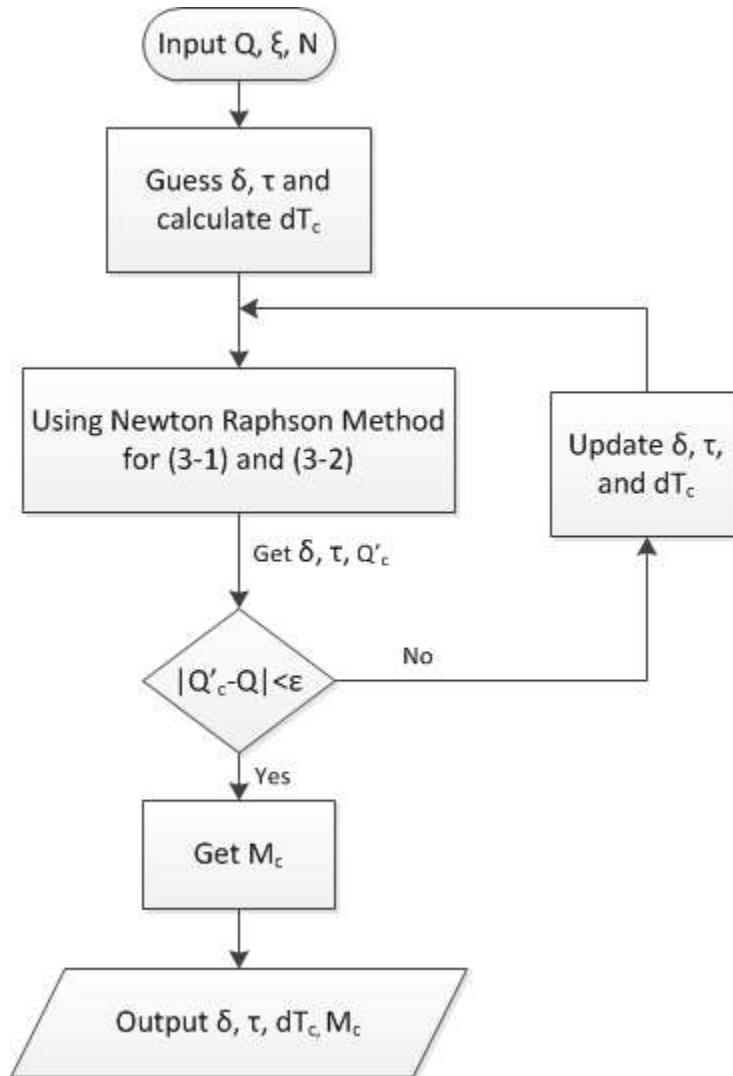 Input Q, ξ, N
Guess δ, τ and
calculate dTc
Using Newton Raphson Method
for (3-1) and (3-2)
Update δ, τ,
and dTc
Get δ, τ, Q'c
|Q'c-Q|<ε
No
Yes
Get Mc
Output δ, τ, dTc, Mc